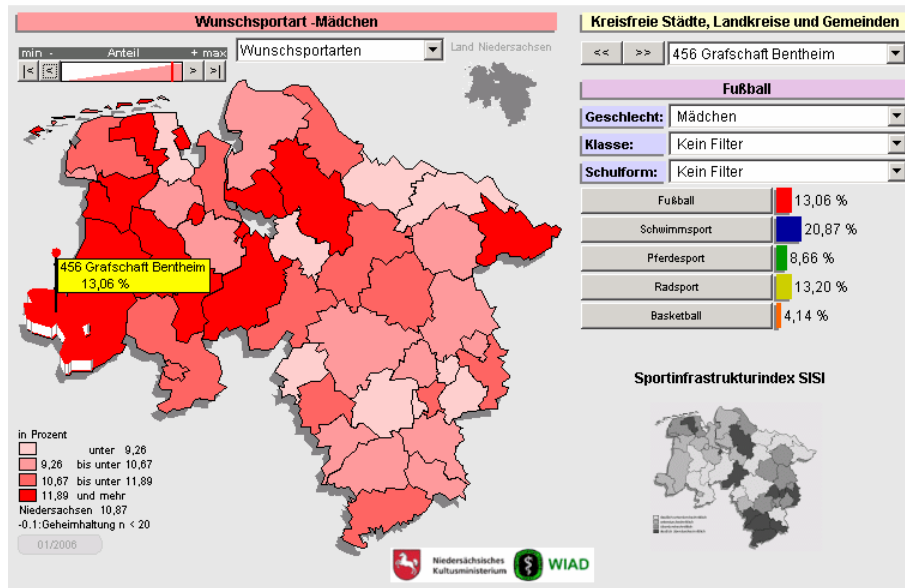 Wunschsportart -Mädchen
min -
Anteil
+ max
|<
<
>
>|
Wunschsportarten
Land Niedersachsen
456 Grafschaft Bentheim
13,06 %
in Prozent
unter 9,26
9,26 bis unter 10,67
10,67 bis unter 11,89
11,89 und mehr
Niedersachsen 10,87
-0.1:Geheimhaltung n < 20
01/2006
Kreisfreie Städte, Landkreise und Gemeinden
<<
>>
456 Grafschaft Bentheim
Fußball
Geschlecht: Mädchen
Klasse: Kein Filter
Schulform: Kein Filter
Fußball 13,06 %
Schwimmsport 20,87 %
Pferdesport 8,66 %
Radsport 13,20 %
Basketball 4,14 %
Sportinfrastrukturindex SISI
Niedersächsisches
Kultusministerium
WIAD